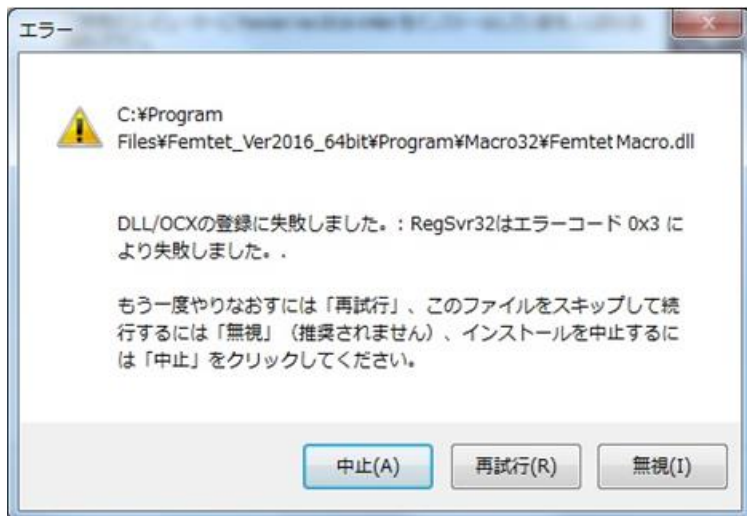 エラー
C:¥Program
Files¥Femtet_Ver2016_64bit¥Program¥Macro32¥FemtetMacro.dll
DLL/OCXの登録に失敗しました。: RegSvr32はエラーコード 0x3 に
より失敗しました。.
もう一度やりなおすには「再試行」、このファイルをスキップして続
行するには「無視」（推奨されません）、インストールを中止するに
は「中止」をクリックしてください。
中止(A)
再試行(R)
無視(I)